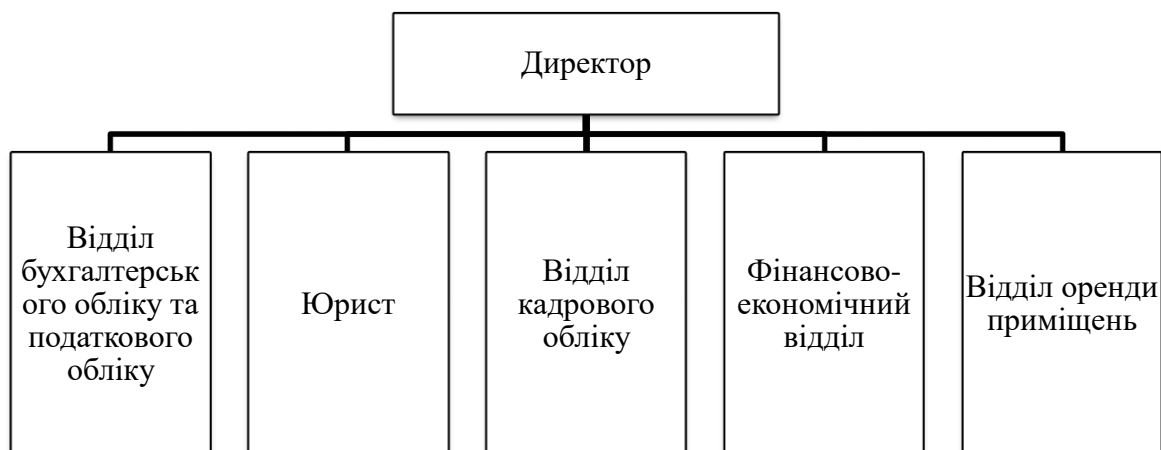 Директор
Відділ
бухгалтерськ
ого обліку та
податкового
обліку
Юрист
Відділ
кадрового
обліку
Фінансово-
економічний
відділ
Відділ оренди
приміщень